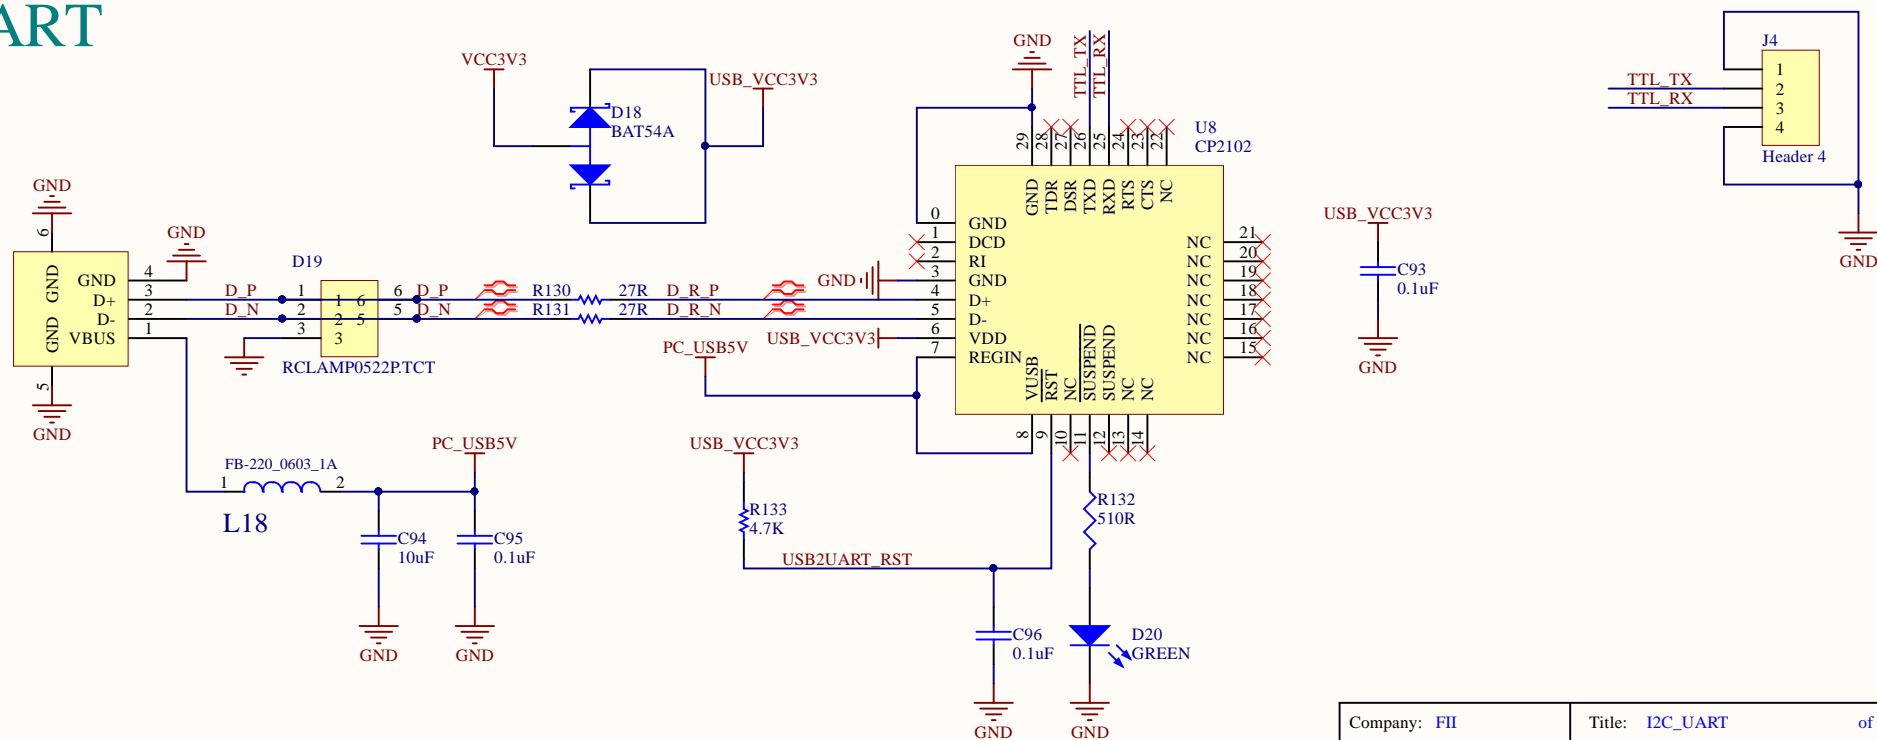 ART
VCC3V3
D18
BAT54A
USB_VCC3V3
GND
TTL_TX
TTL_RX
29
28
27
26
25
24
23
22
U8
CP2102
GND
TDR
DSR
TXD
RXD
RTS
CTS
NC
0 GND
1 DCD
2 RI
3 GND
4 D+
5 D-
6 VDD
7 REGIN
NC 21
NC 20
NC 19
NC 18
NC 17
NC 16
NC 15
VUSB
RST
NC
SUSPEND
SUSPEND
NC
NC
8
9
10
11
12
13
14
J4
TTL_TX
TTL_RX
1
2
3
4
Header 4
GND
USB_VCC3V3
C93
0.1uF
GND
GND
6
GND
GND
GND 4
D+ 3
D- 2
VBUS 1
GND
5
GND
D19
D_P 1 1 6 6 D_P
D_N 2 2 5 5 D_N
3 3
RCLAMP0522P.TCT
R130 27R D_R_P
R131 27R D_R_N
GND
USB_VCC3V3
PC_USB5V
FB-220_0603_1A
1 2
L18
PC_USB5V
C94
10uF
C95
0.1uF
GND
GND
USB_VCC3V3
R133
4.7K
USB2UART_RST
R132
510R
C96
0.1uF
D20
GREEN
GND
GND
Company: FII Title: I2C_UART of